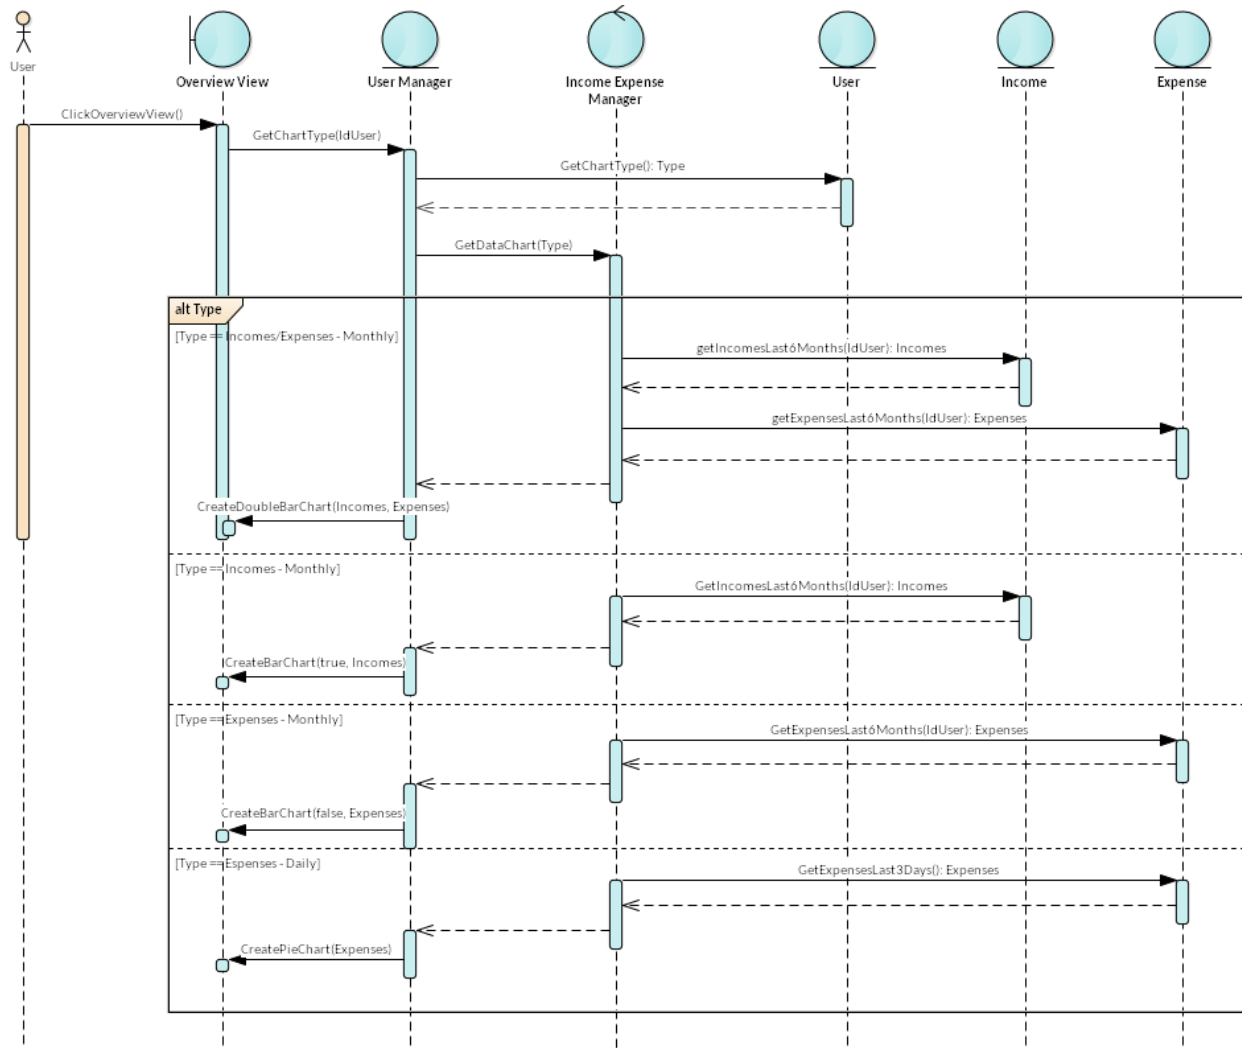 User
Overview View
User Manager
Income Expense
Manager
User
Income
Expense
ClickOverviewView()
GetChartType(IdUser)
GetChartType(): Type
GetDataChart(Type)
alt Type
[Type == Incomes/Expenses - Monthly]
getIncomesLast6Months(IdUser): Incomes
getExpensesLast6Months(IdUser): Expenses
CreateDoubleBarChart(Incomes, Expenses)
[Type == Incomes - Monthly]
GetIncomesLast6Months(IdUser): Incomes
CreateBarChart(true, Incomes)
[Type == Expenses - Monthly]
GetExpensesLast6Months(IdUser): Expenses
CreateBarChart(false, Expenses)
[Type == Espenses - Daily]
GetExpensesLast3Days(): Expenses
CreatePieChart(Expenses)